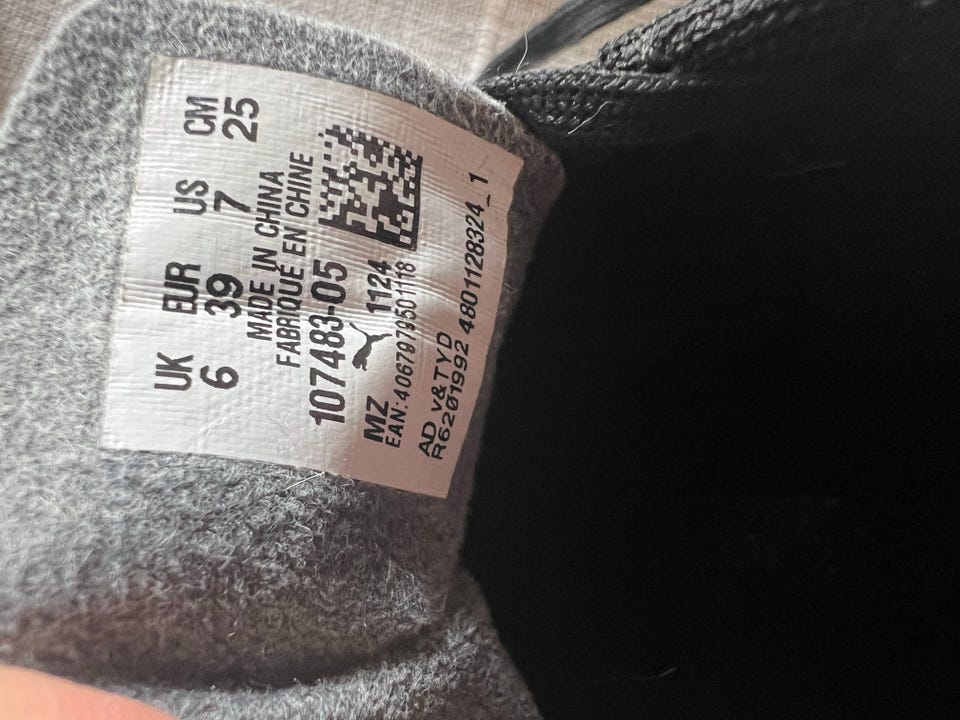 UK EUR US CM
6 39 7 25
MADE IN CHINA
FABRIQUÉ EN CHINE
107483-05
1124
MZ
EAN:4067979501118
AD v&TYD
R6201992 4801128324_1